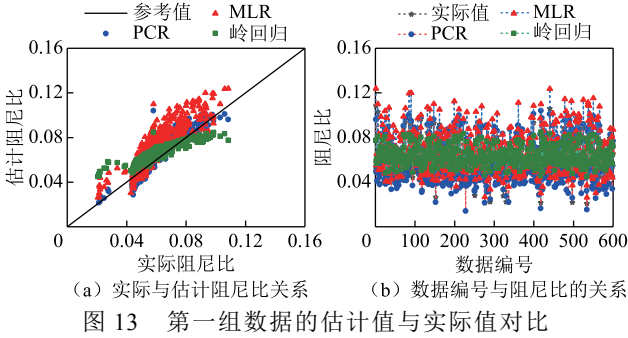 参考值 MLR
PCR 岭回归
0.16
0.12
0.08
0.04
估计阻尼比
0 0.04 0.08 0.12 0.16
实际阻尼比
(a)实际与估计阻尼比关系
实际值 MLR
PCR 岭回归
0.16
0.12
0.08
0.04
阻尼比
0 100 200 300 400 500 600
数据编号
(b)数据编号与阻尼比的关系
图 13 第一组数据的估计值与实际值对比